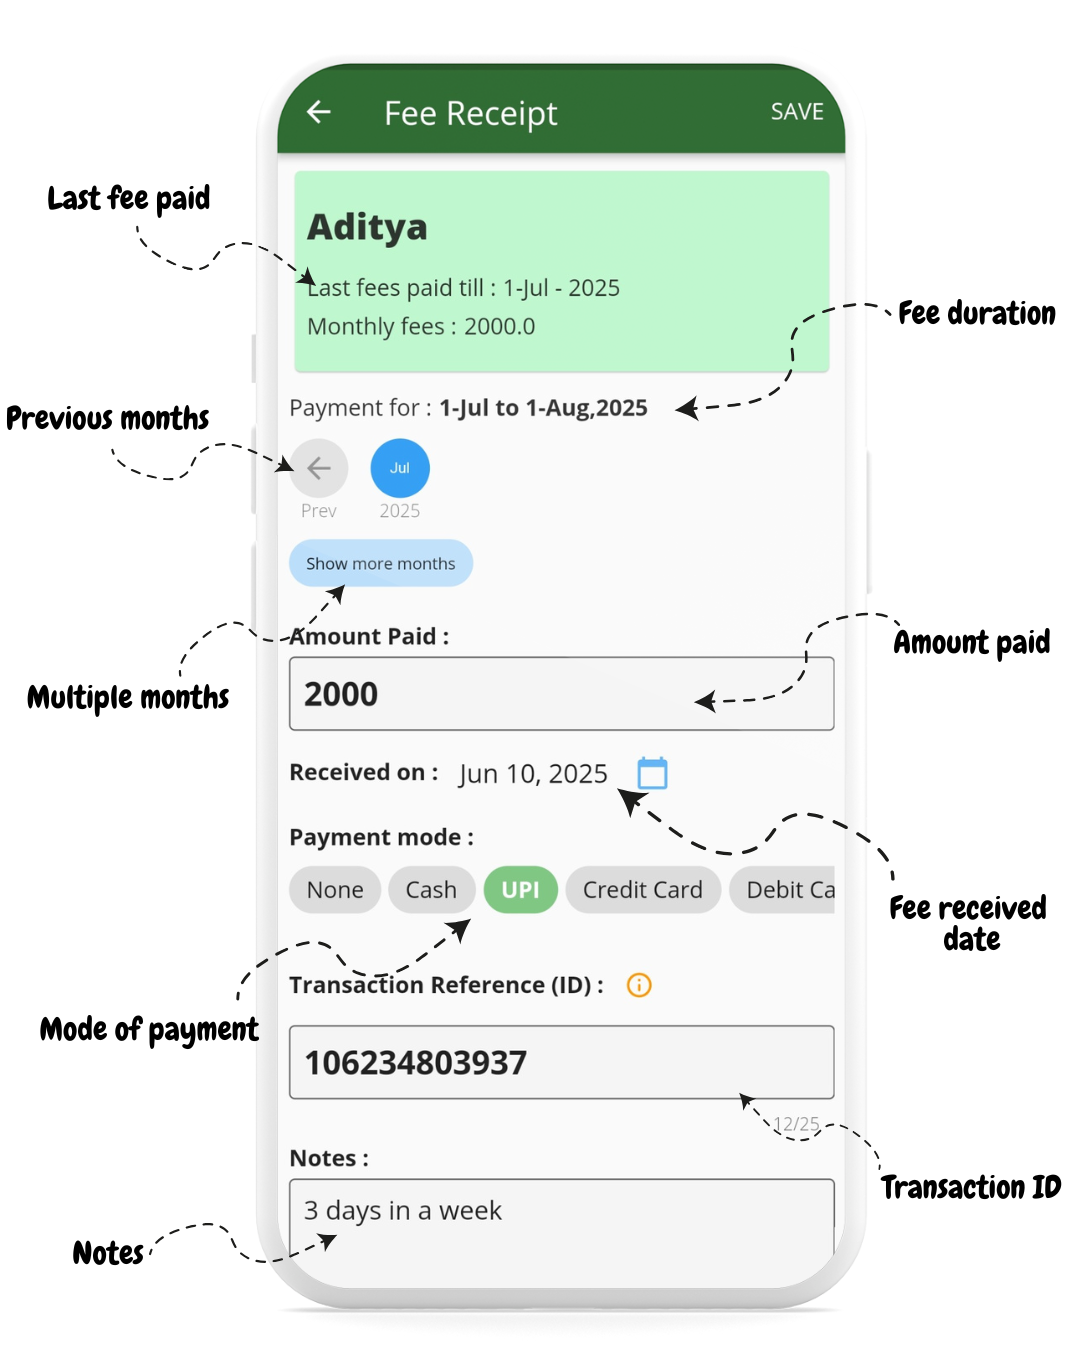 Fee Receipt
SAVE
Last fee paid
Aditya
Last fees paid till : 1-Jul - 2025
Monthly fees : 2000.0
Fee duration
Payment for : 1-Jul to 1-Aug,2025
Previous months
Jul
Prev
2025
Show more months
Multiple months
Amount Paid :
Amount paid
2000
Received on :
Jun 10, 2025
Payment mode :
None
Cash
UPI
Credit Card
Debit Ca
Fee received
date
Mode of payment
Transaction Reference (ID) :
106234803937
12/25
Transaction ID
Notes :
3 days in a week
Notes